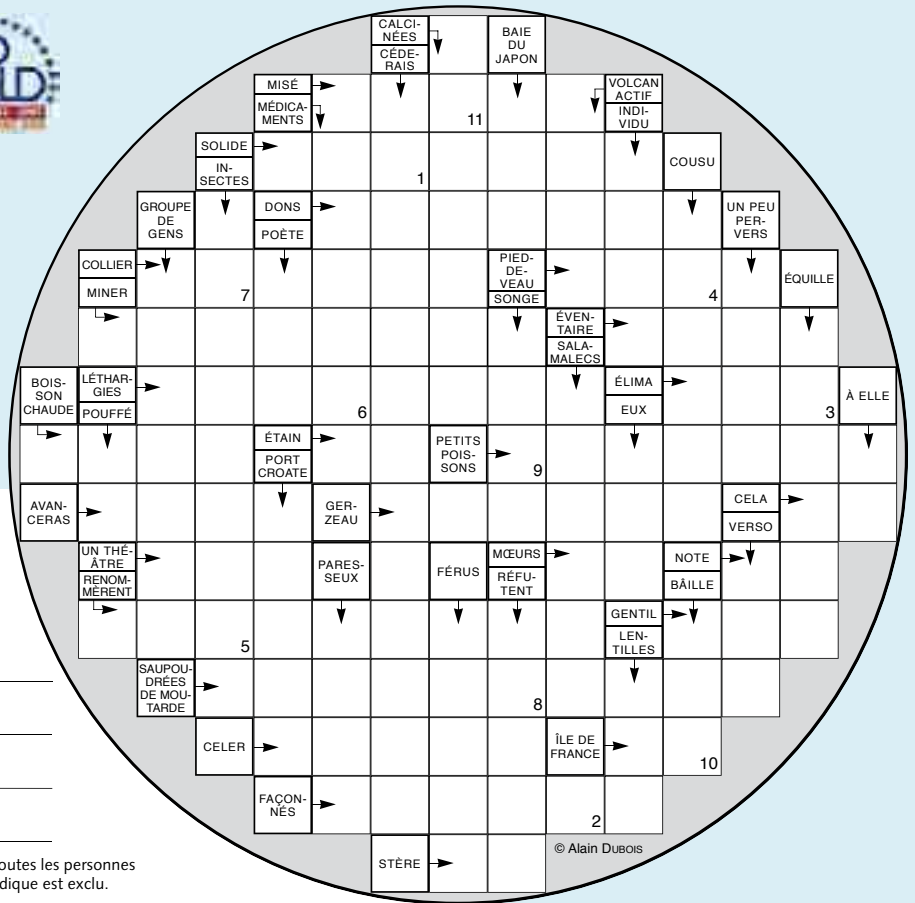 CALCI-
NÉES
CÉDE-
RAIS
BAIE
DU
JAPON
MISÉ
MÉDICA-
MENTS
11
VOLCAN
ACTIF
INDI-
VIDU
SOLIDE
IN-
SECTES
1
COUSU
GROUPE
DE
GENS
DONS
POÈTE
UN PEU
PER-
VERS
COLLIER
MINER
7
PIED-
DE-
VEAU
SONGE
4
ÉQUILLE
ÉVEN-
TAIRE
SALA-
MALECS
BOIS-
SON
CHAUDE
LÉTHAR-
GIES
POUFFÉ
6
ÉLIMA
EUX
3
À ELLE
ÉTAIN
PORT
CROATE
PETITS
POIS-
SONS
9
AVAN-
CERAS
GER-
ZEAU
CELA
VERSO
UN THÉ-
ÂTRE
RENOM-
MÈRENT
PARES-
SEUX
FÉRUS
MŒURS
RÉFU-
TENT
NOTE
BÂILLE
5
GENTIL
LEN-
TILLES
SAUPOU-
DRÉES
DE MOU-
TARDE
8
CELER
ÎLE DE
FRANCE
10
FAÇON-
NÉS
2
STÈRE
© Alain DUBOIS
outes les personnes
dique est exclu.